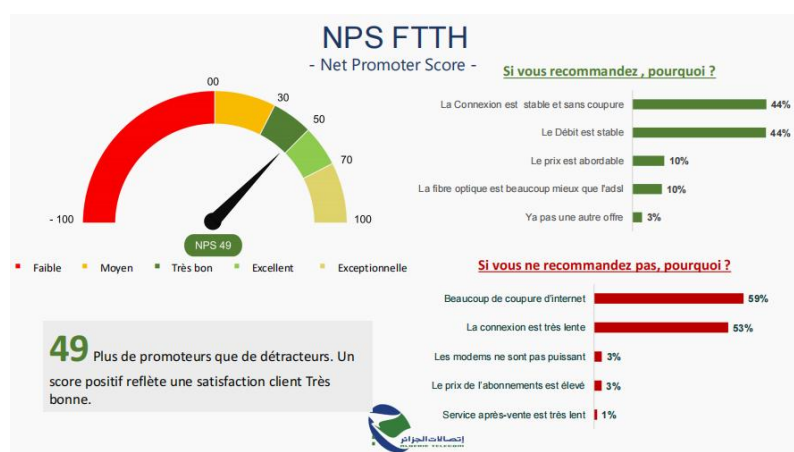 NPS FTTH
- Net Promoter Score -
00
30
50
70
- 100
100
NPS 49
Faible
Moyen
Très bon
Excellent
Exceptionnelle
49 Plus de promoteurs que de détracteurs. Un
score positif reflète une satisfaction client Très
bonne.
Si vous recommandez , pourquoi ?
La Connexion est stable et sans coupure 44%
Le Débit est stable 44%
Le prix est abordable 10%
La fibre optique est beaucoup mieux que l'adsl 10%
Ya pas une autre offre 3%
Si vous ne recommandez pas, pourquoi ?
Beaucoup de coupure d'internet 59%
La connexion est très lente 53%
Les modems ne sont pas puissant 3%
Le prix de l'abonnements est élevé 3%
Service après-vente est très lent 1%
إتصالات الجزائر
ALGERIE TELECOM